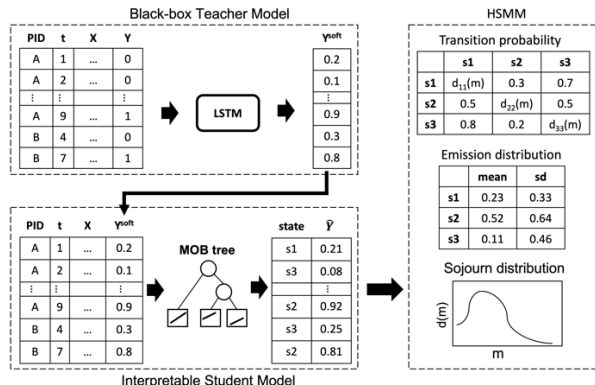 Black-box Teacher Model
PID t X Y
A 1 ... 0
A 2 ... 0
⋮ ⋮ ... ⋮
A 9 ... 1
B 4 ... 0
B 7 ... 1
LSTM
Y^soft
0.2
0.1
⋮
0.9
0.3
0.8
PID t X Y^soft
A 1 ... 0.2
A 2 ... 0.1
⋮ ⋮ ... ⋮
A 9 ... 0.9
B 4 ... 0.3
B 7 ... 0.8
MOB tree
state Ŷ
s1 0.21
s3 0.08
⋮ ⋮
s2 0.92
s3 0.25
s2 0.81
Interpretable Student Model
HSMM
Transition probability
s1 s2 s3
s1 d₁₁(m) 0.3 0.7
s2 0.5 d₂₂(m) 0.5
s3 0.8 0.2 d₃₃(m)
Emission distribution
mean sd
s1 0.23 0.33
s2 0.52 0.64
s3 0.11 0.46
Sojourn distribution
d(m)
m